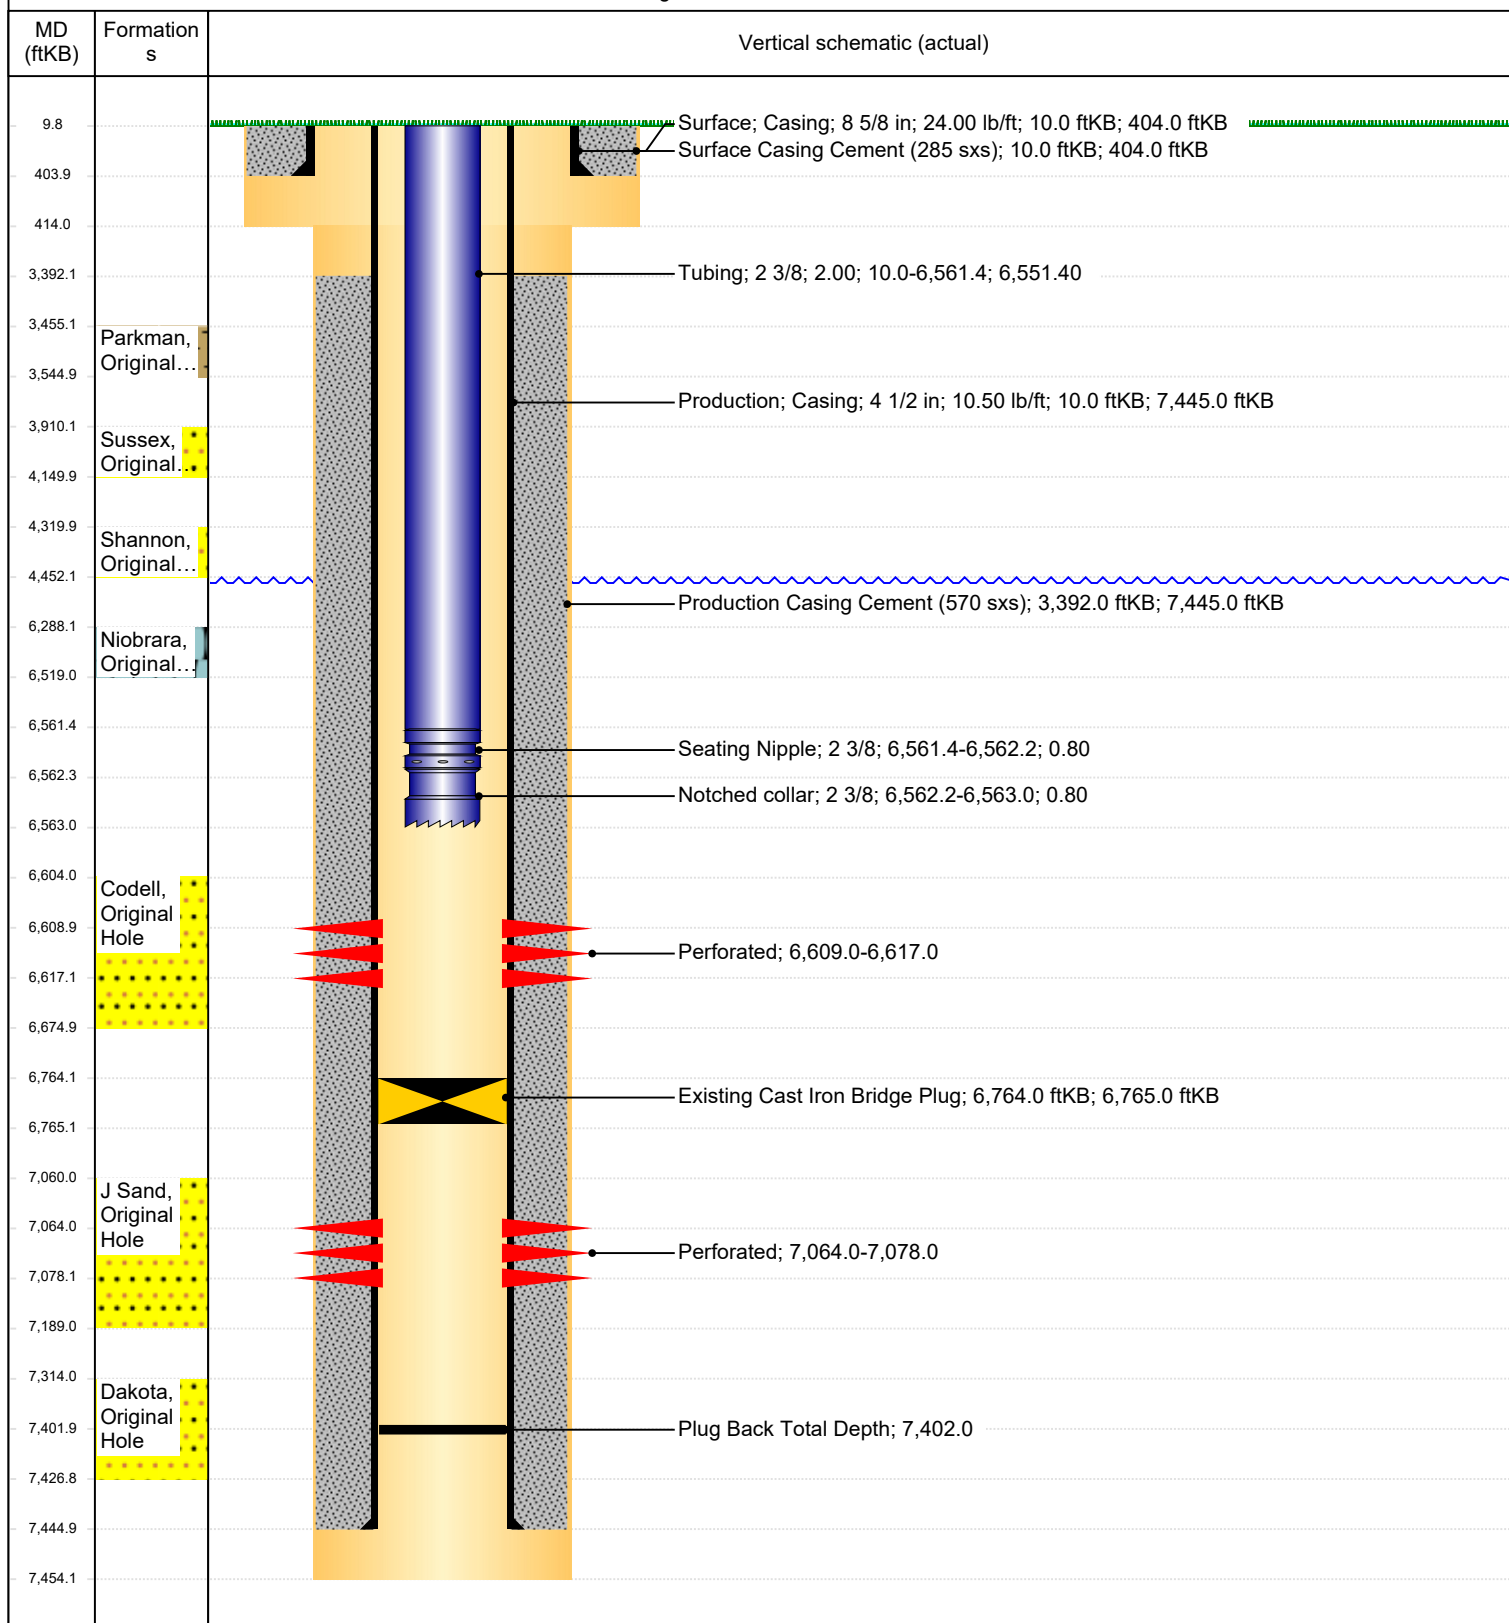 MD
(ftKB)
Formation
s
Vertical schematic (actual)
9.8
403.9
414.0
3,392.1
3,455.1
3,544.9
3,910.1
4,149.9
4,319.9
4,452.1
6,288.1
6,519.0
6,561.4
6,562.3
6,563.0
6,604.0
6,608.9
6,617.1
6,674.9
6,764.1
6,765.1
7,060.0
7,064.0
7,078.1
7,189.0
7,314.0
7,401.9
7,426.8
7,444.9
7,454.1
Parkman,
Original...
Sussex,
Original...
Shannon,
Original...
Niobrara,
Original...
Codell,
Original
Hole
J Sand,
Original
Hole
Dakota,
Original
Hole
Surface; Casing; 8 5/8 in; 24.00 lb/ft; 10.0 ftKB; 404.0 ftKB
Surface Casing Cement (285 sxs); 10.0 ftKB; 404.0 ftKB
Tubing; 2 3/8; 2.00; 10.0-6,561.4; 6,551.40
Production; Casing; 4 1/2 in; 10.50 lb/ft; 10.0 ftKB; 7,445.0 ftKB
Production Casing Cement (570 sxs); 3,392.0 ftKB; 7,445.0 ftKB
Seating Nipple; 2 3/8; 6,561.4-6,562.2; 0.80
Notched collar; 2 3/8; 6,562.2-6,563.0; 0.80
Perforated; 6,609.0-6,617.0
Existing Cast Iron Bridge Plug; 6,764.0 ftKB; 6,765.0 ftKB
Perforated; 7,064.0-7,078.0
Plug Back Total Depth; 7,402.0